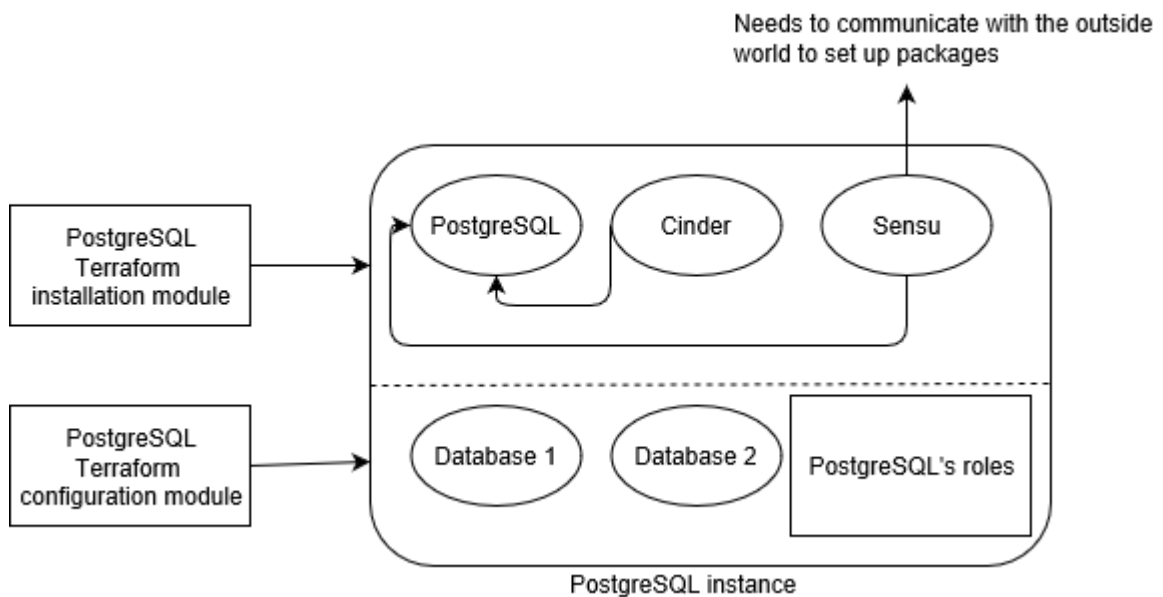 Needs to communicate with the outside
world to set up packages
PostgreSQL
Terraform
installation module
PostgreSQL
Cinder
Sensu
PostgreSQL
Terraform
configuration module
Database 1
Database 2
PostgreSQL's roles
PostgreSQL instance